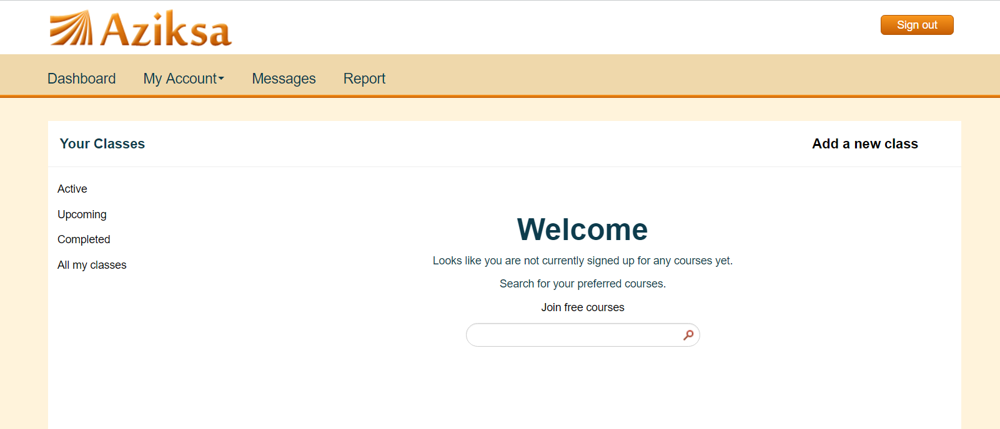 Aziksa
Sign out
Dashboard My Account Messages Report
Your Classes Add a new class
Active
Upcoming
Completed
All my classes
Welcome
Looks like you are not currently signed up for any courses yet.
Search for your preferred courses.
Join free courses